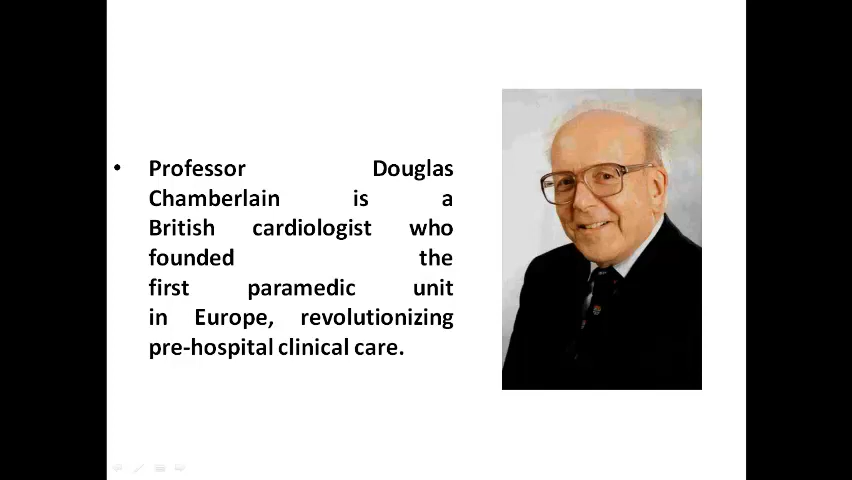 • Professor Douglas
Chamberlain is a
British cardiologist who
founded the
first paramedic unit
in Europe, revolutionizing
pre-hospital clinical care.